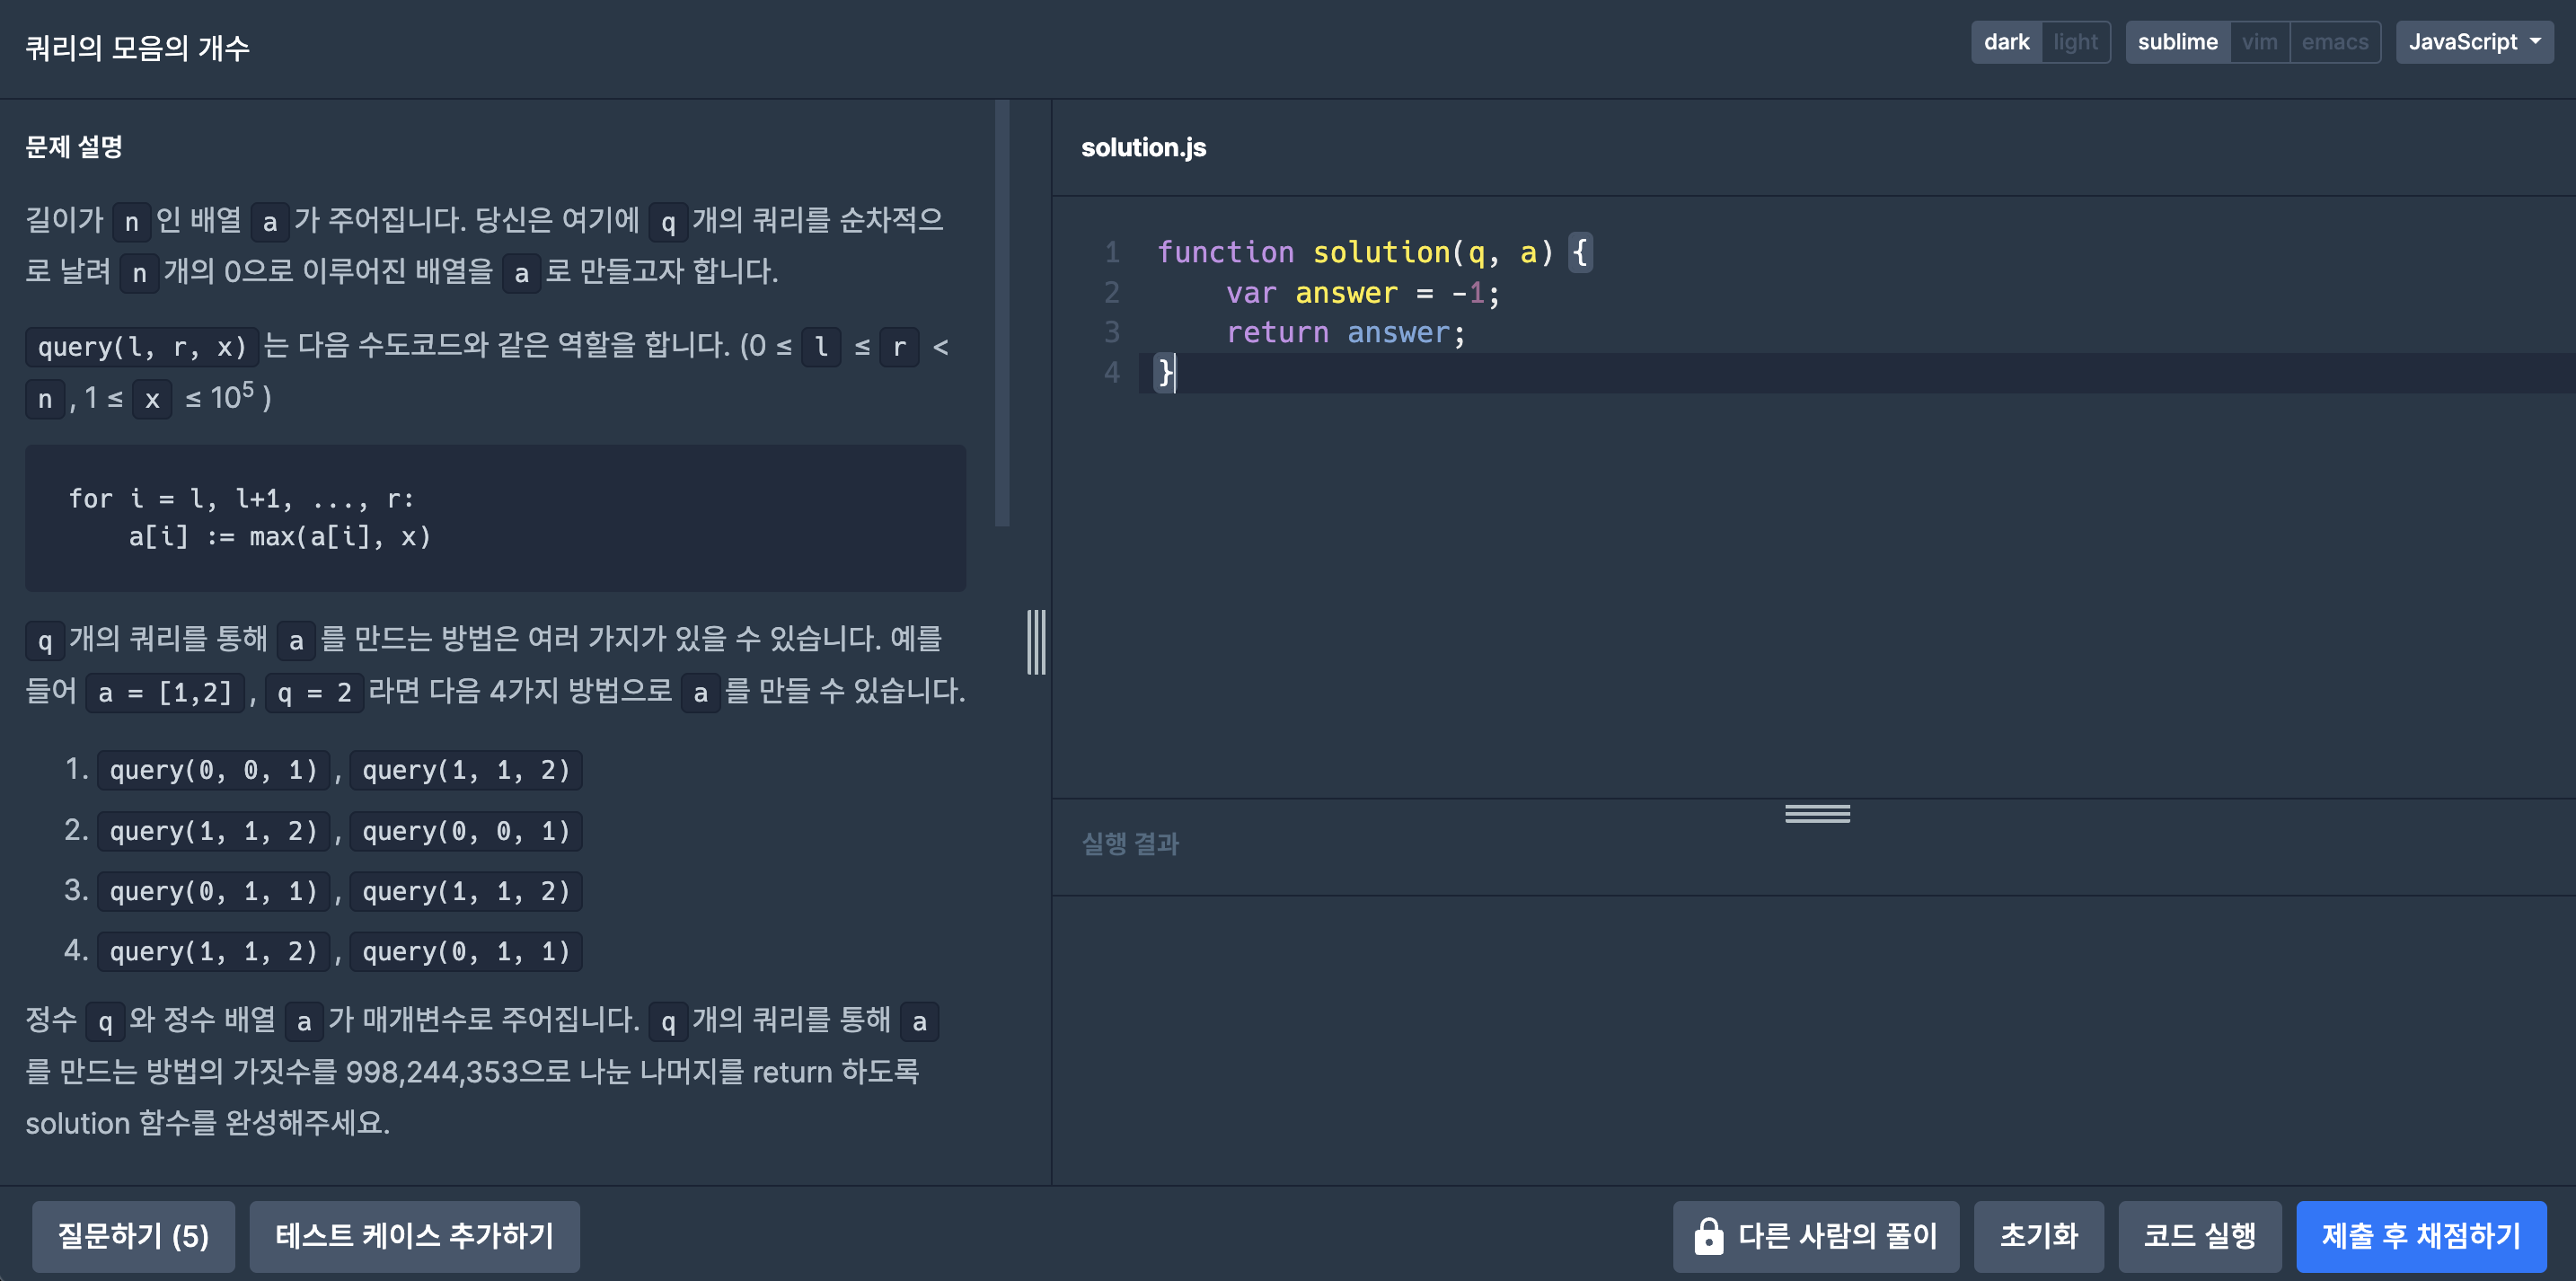 쿼리의 모음의 개수
dark light sublime vim emacs JavaScript
문제 설명
길이가 n 인 배열 a 가 주어집니다. 당신은 여기에 q 개의 쿼리를 순차적으
로 날려 n 개의 0으로 이루어진 배열을 a 로 만들고자 합니다.
query(l, r, x) 는 다음 수도코드와 같은 역할을 합니다. (0 ≤ l ≤ r <
n , 1 ≤ x ≤ 10⁵ )
for i = l, l+1, ..., r:
    a[i] := max(a[i], x)
q 개의 쿼리를 통해 a 를 만드는 방법은 여러 가지가 있을 수 있습니다. 예를
들어 a = [1,2] , q = 2 라면 다음 4가지 방법으로 a 를 만들 수 있습니다.
1. query(0, 0, 1) , query(1, 1, 2)
2. query(1, 1, 2) , query(0, 0, 1)
3. query(0, 1, 1) , query(1, 1, 2)
4. query(1, 1, 2) , query(0, 1, 1)
정수 q 와 정수 배열 a 가 매개변수로 주어집니다. q 개의 쿼리를 통해 a
를 만드는 방법의 가짓수를 998,244,353으로 나눈 나머지를 return 하도록
solution 함수를 완성해주세요.
solution.js
1 function solution(q, a) {
2     var answer = -1;
3     return answer;
4 }
실행 결과
질문하기 (5) 테스트 케이스 추가하기 다른 사람의 풀이 초기화 코드 실행 제출 후 채점하기